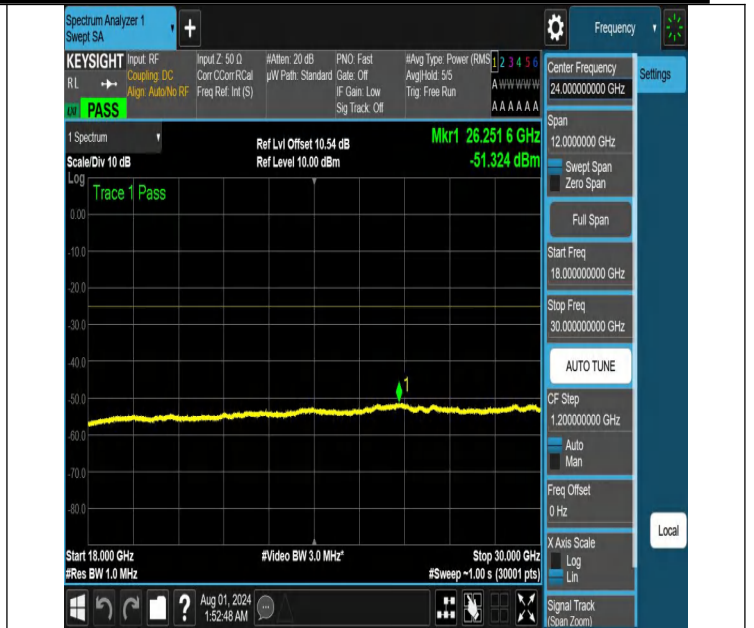 Spectrum Analyzer 1
Swept SA
+
Frequency
KEYSIGHT
RL
PASS
Input: RF
Coupling: DC
Align: Auto/No RF
Input Z: 50 Ω
Corr CCorr RCal
Freq Ref: Int (S)
#Atten: 20 dB
µW Path: Standard
PNO: Fast
Gate: Off
IF Gain: Low
Sig Track: Off
#Avg Type: Power (RMS
Avg|Hold: 5/5
Trig: Free Run
1 2 3 4 5 6
A W W W W W
A A A A A A
1 Spectrum
Scale/Div 10 dB
Ref Lvl Offset 10.54 dB
Ref Level 10.00 dBm
Mkr1 26.251 6 GHz
-51.324 dBm
Log
Trace 1 Pass
0.00
-10.0
-20.0
-30.0
-40.0
-50.0
-60.0
-70.0
-80.0
1
Start 18.000 GHz
#Res BW 1.0 MHz
#Video BW 3.0 MHz*
Stop 30.000 GHz
#Sweep ~1.00 s (30001 pts)
?
Aug 01, 2024
1:52:48 AM
Center Frequency
24.000000000 GHz
Settings
Span
12.0000000 GHz
Swept Span
Zero Span
Full Span
Start Freq
18.000000000 GHz
Stop Freq
30.000000000 GHz
AUTO TUNE
CF Step
1.200000000 GHz
Auto
Man
Freq Offset
0 Hz
X Axis Scale
Log
Lin
Local
Signal Track
(Span Zoom)